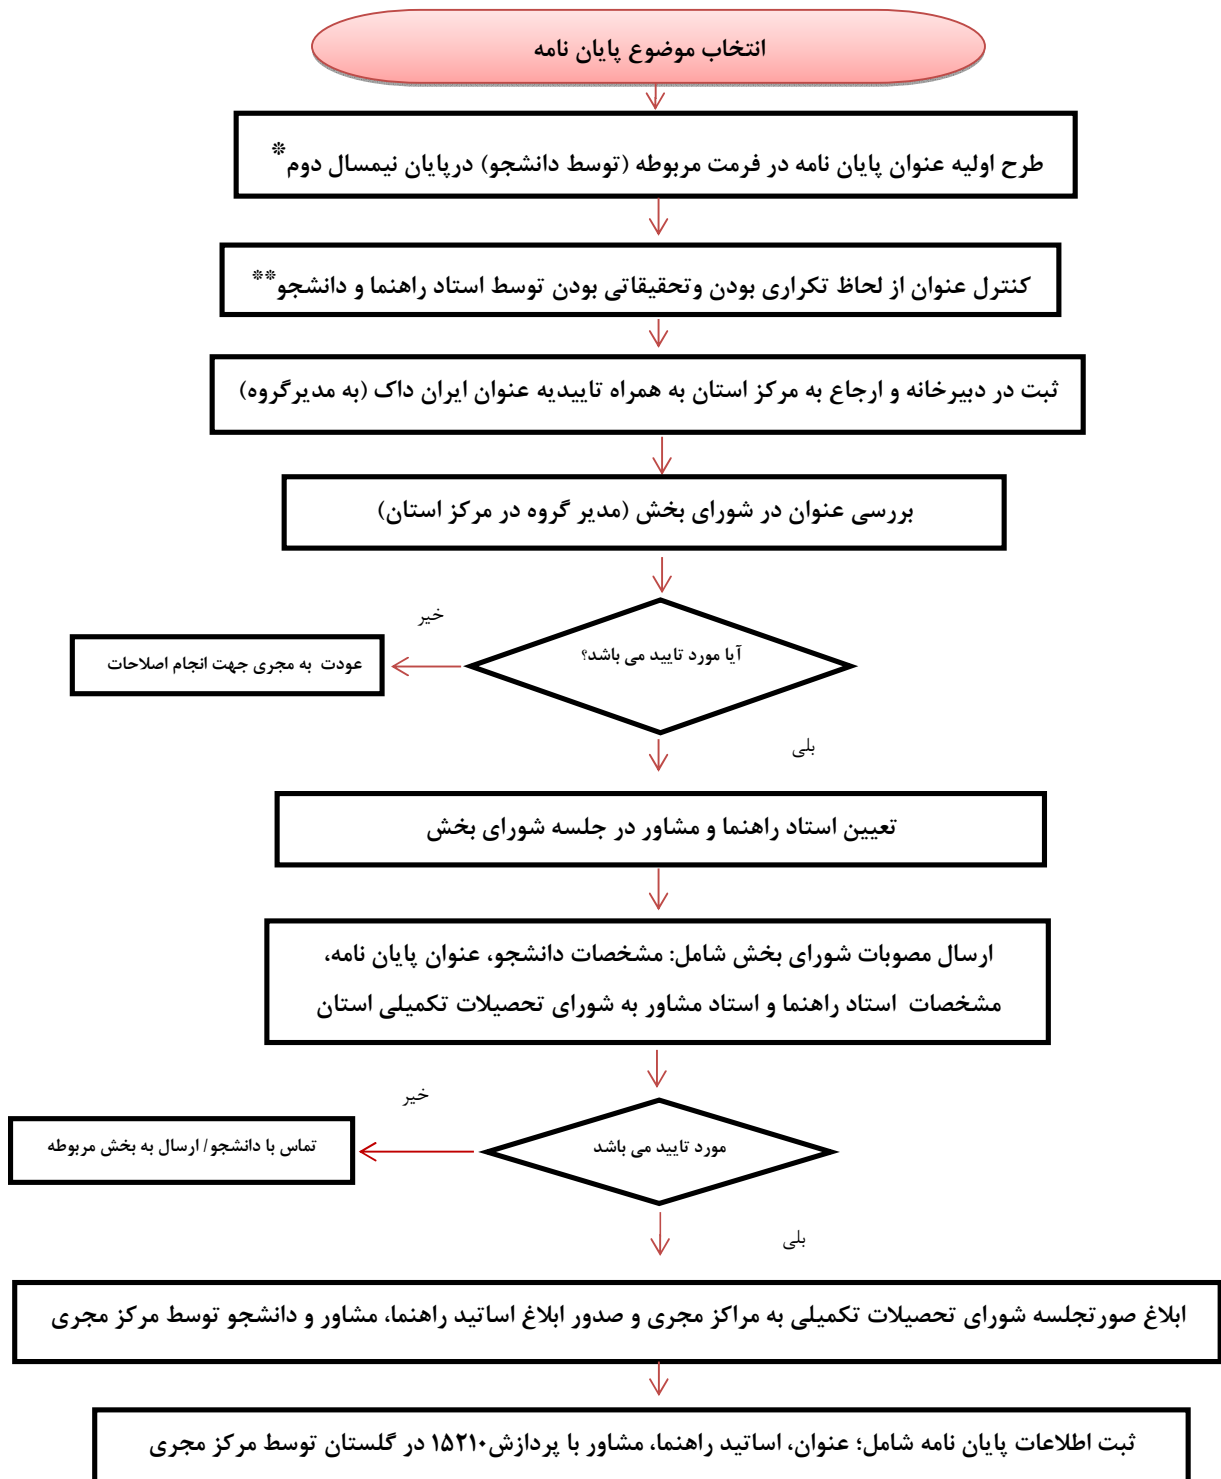 انتخاب موضوع پایان نامه
طرح اولیه عنوان پایان نامه در فرمت مربوطه (توسط دانشجو) درپایان نیمسال دوم*
کنترل عنوان از لحاظ تکراری بودن وتحقیقاتی بودن توسط استاد راهنما و دانشجو**
ثبت در دبیرخانه و ارجاع به مرکز استان به همراه تاییدیه عنوان ایران داک (به مدیرگروه)
بررسی عنوان در شورای بخش (مدیر گروه در مرکز استان)
خیر
آیا مورد تایید می باشد؟
عودت به مجری جهت انجام اصلاحات
بلی
تعیین استاد راهنما و مشاور در جلسه شورای بخش
ارسال مصوبات شورای بخش شامل: مشخصات دانشجو، عنوان پایان نامه،
مشخصات استاد راهنما و استاد مشاور به شورای تحصیلات تکمیلی استان
خیر
مورد تایید می باشد
تماس با دانشجو/ ارسال به بخش مربوطه
بلی
ابلاغ صورتجلسه شورای تحصیلات تکمیلی به مراکز مجری و صدور ابلاغ اساتید راهنما، مشاور و دانشجو توسط مرکز مجری
ثبت اطلاعات پایان نامه شامل؛ عنوان، اساتید راهنما، مشاور با پردازش۱۵۲۱۰ در گلستان توسط مرکز مجری